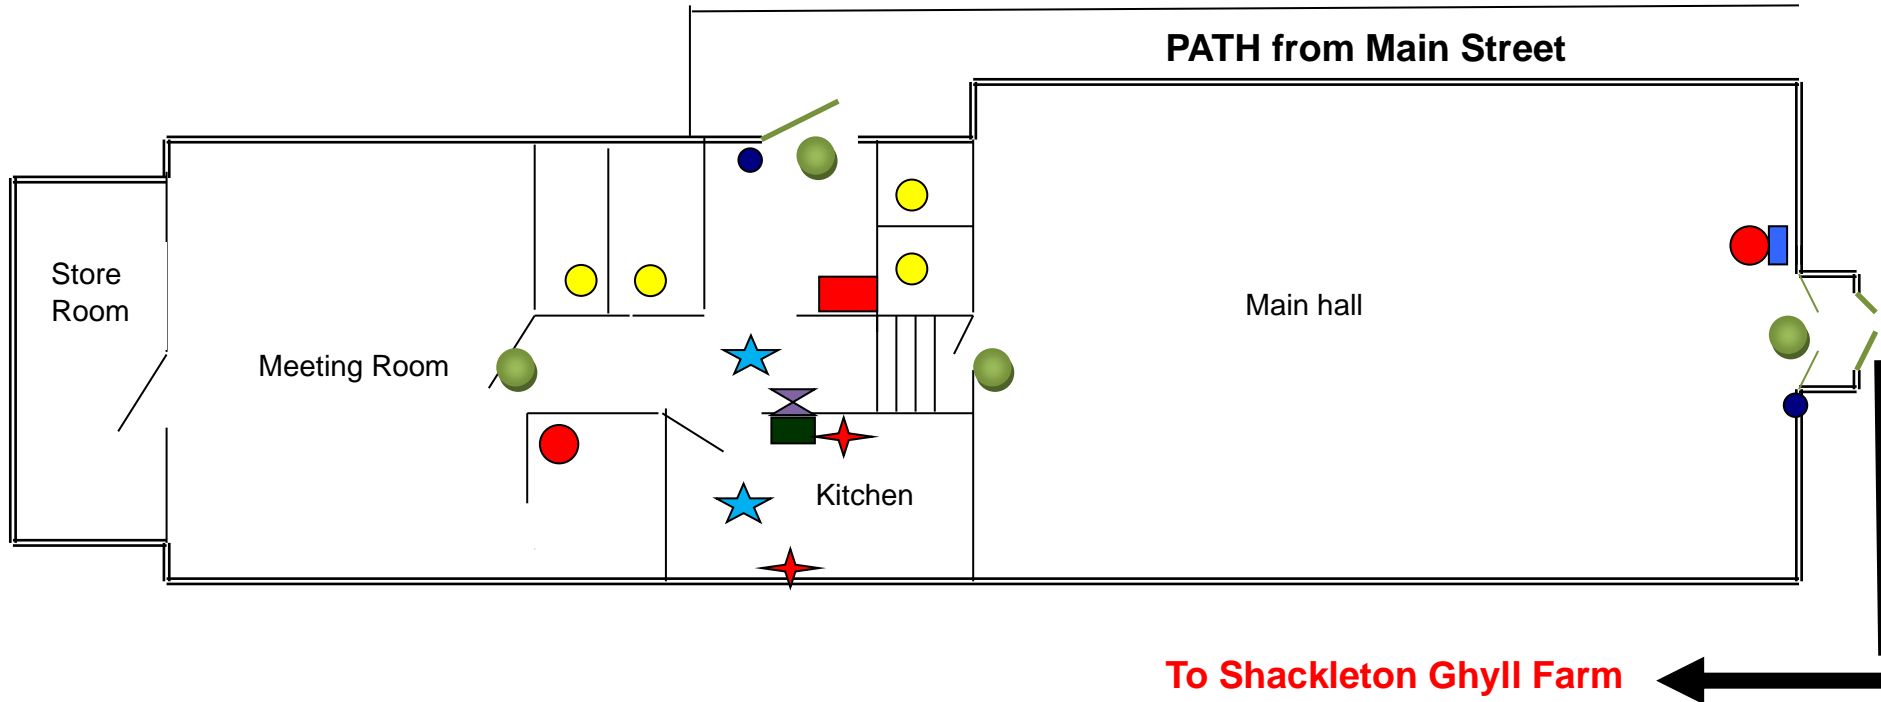 PATH from Main Street
Store
Room
Main hall
Meeting Room
Kitchen
To Shackleton Ghyll Farm